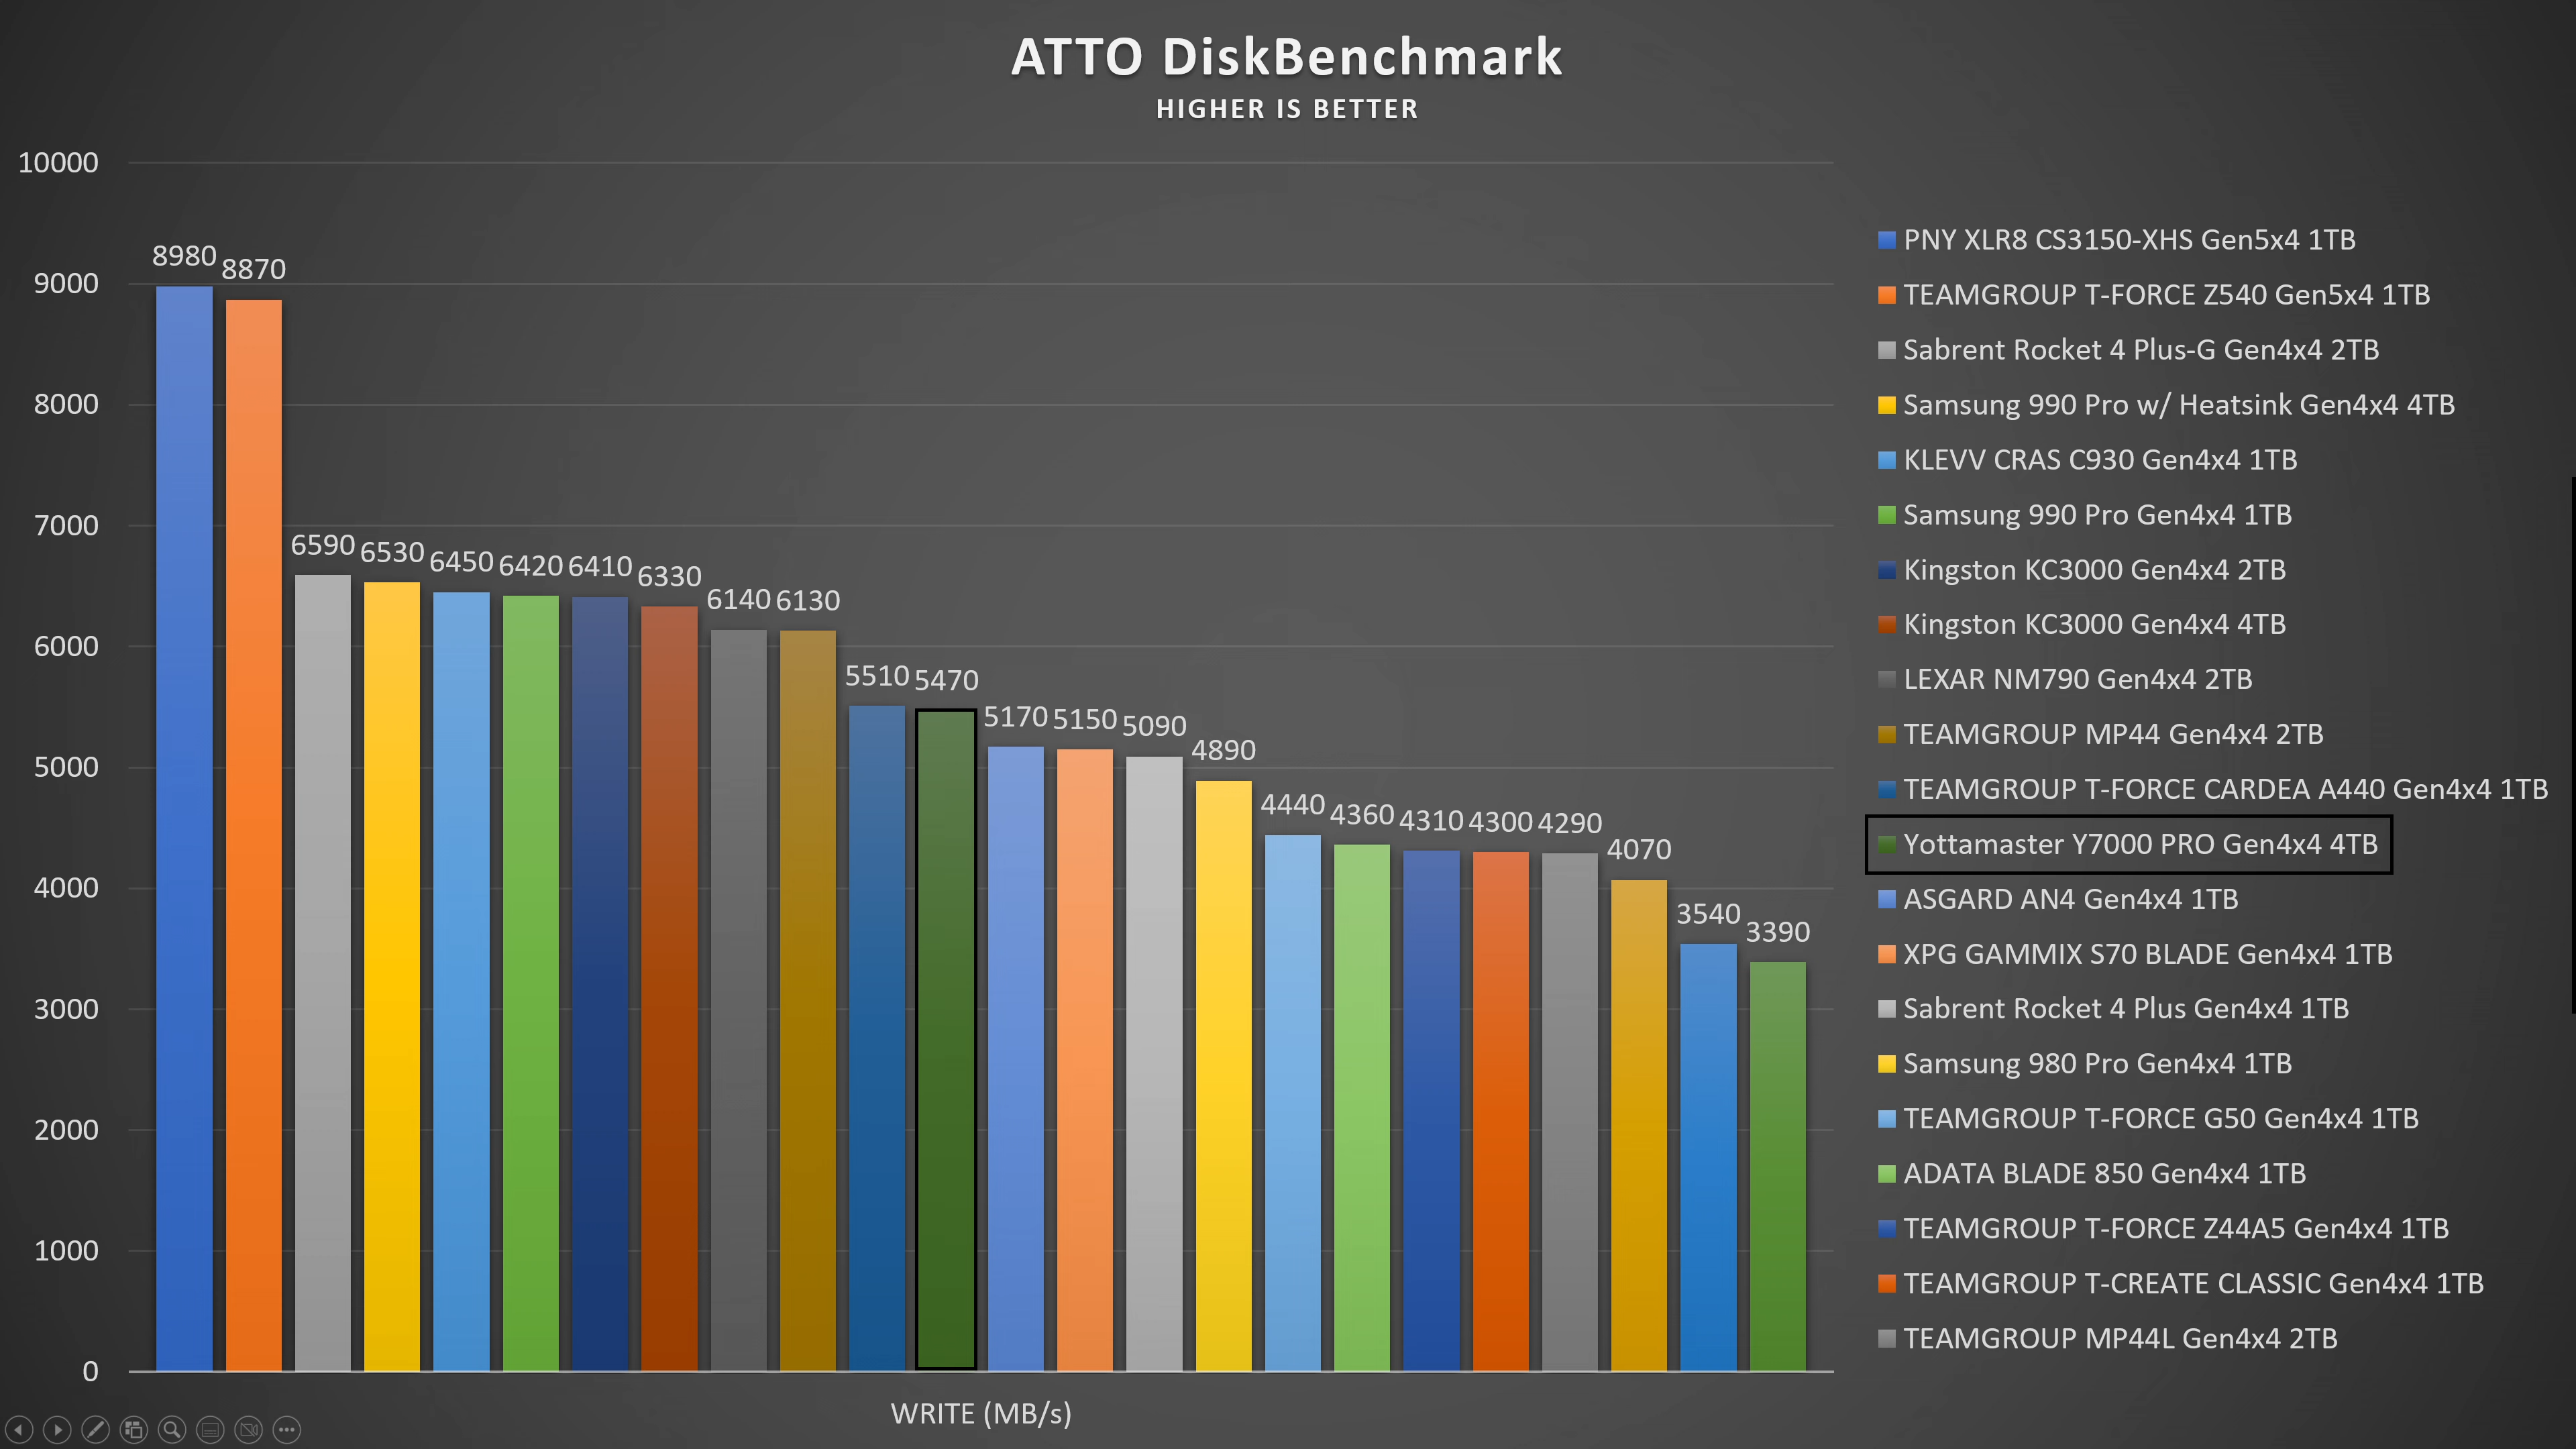 ATTO DiskBenchmark
HIGHER IS BETTER
10000
9000
8000
7000
6000
5000
4000
3000
2000
1000
0
8980
8870
6590
6530
6450
6420
6410
6330
6140
6130
5510
5470
5170
5150
5090
4890
4440
4360
4310
4300
4290
4070
3540
3390
WRITE (MB/s)
PNY XLR8 CS3150-XHS Gen5x4 1TB
TEAMGROUP T-FORCE Z540 Gen5x4 1TB
Sabrent Rocket 4 Plus-G Gen4x4 2TB
Samsung 990 Pro w/ Heatsink Gen4x4 4TB
KLEVV CRAS C930 Gen4x4 1TB
Samsung 990 Pro Gen4x4 1TB
Kingston KC3000 Gen4x4 2TB
Kingston KC3000 Gen4x4 4TB
LEXAR NM790 Gen4x4 2TB
TEAMGROUP MP44 Gen4x4 2TB
TEAMGROUP T-FORCE CARDEA A440 Gen4x4 1TB
Yottamaster Y7000 PRO Gen4x4 4TB
ASGARD AN4 Gen4x4 1TB
XPG GAMMIX S70 BLADE Gen4x4 1TB
Sabrent Rocket 4 Plus Gen4x4 1TB
Samsung 980 Pro Gen4x4 1TB
TEAMGROUP T-FORCE G50 Gen4x4 1TB
ADATA BLADE 850 Gen4x4 1TB
TEAMGROUP T-FORCE Z44A5 Gen4x4 1TB
TEAMGROUP T-CREATE CLASSIC Gen4x4 1TB
TEAMGROUP MP44L Gen4x4 2TB